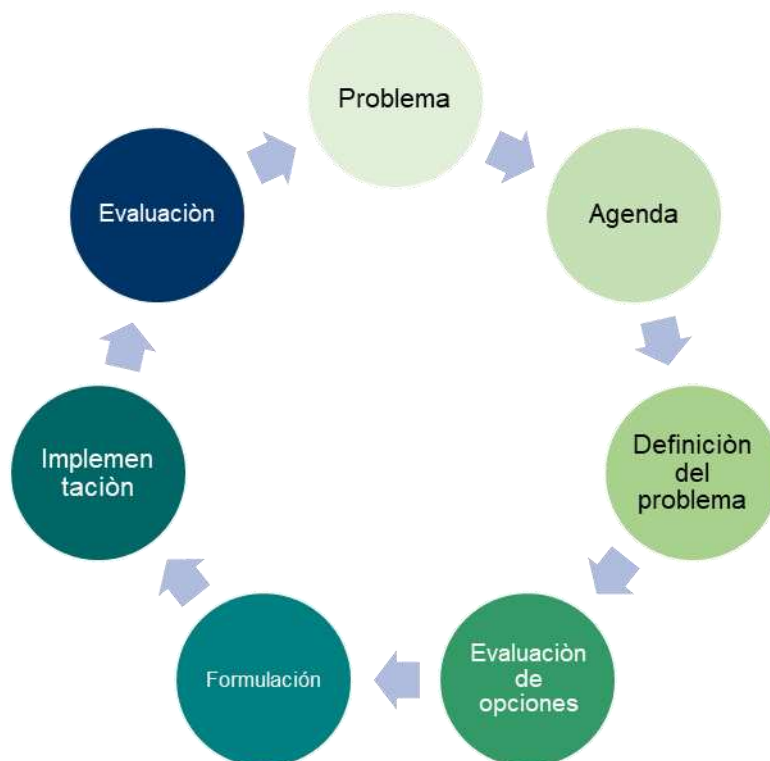 Problema
Agenda
Definiciòn
del
problema
Evaluaciòn
de
opciones
Formulación
Implemen
taciòn
Evaluaciòn